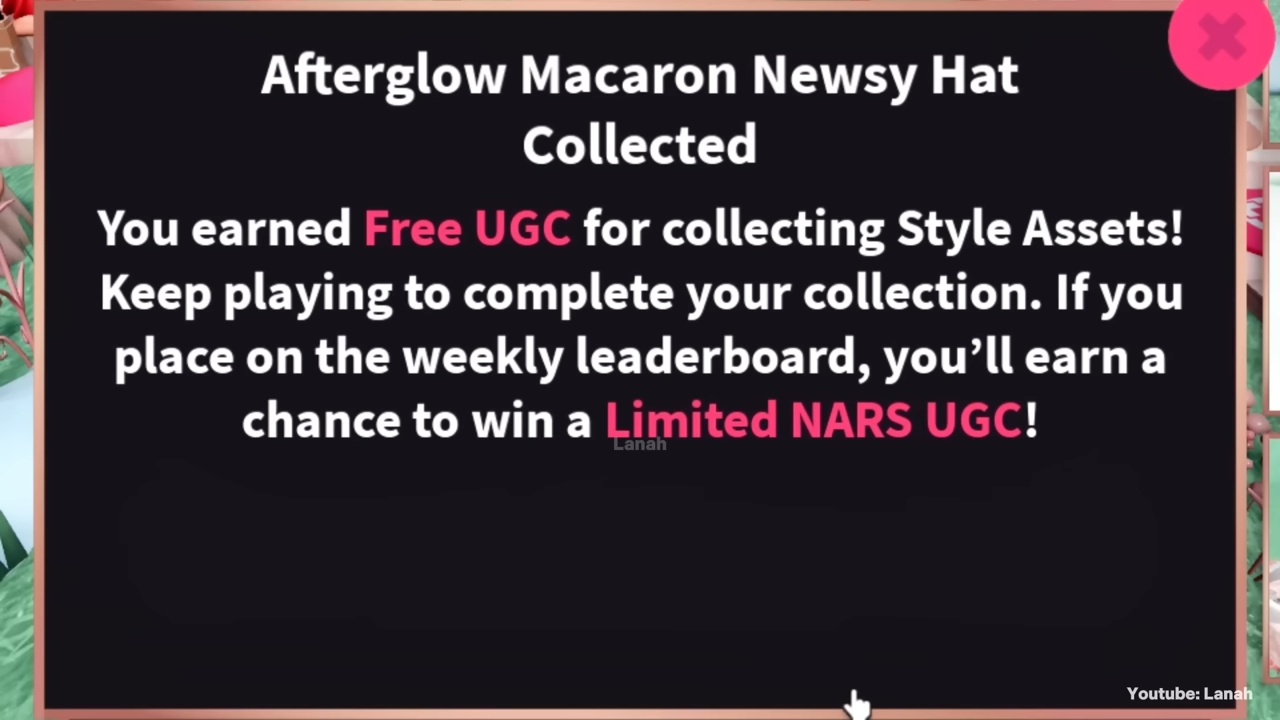 Afterglow Macaron Newsy Hat
Collected
You earned Free UGC for collecting Style Assets!
Keep playing to complete your collection. If you
place on the weekly leaderboard, you’ll earn a
chance to win a Limited NARS UGC!
Lanah
Youtube: Lanah